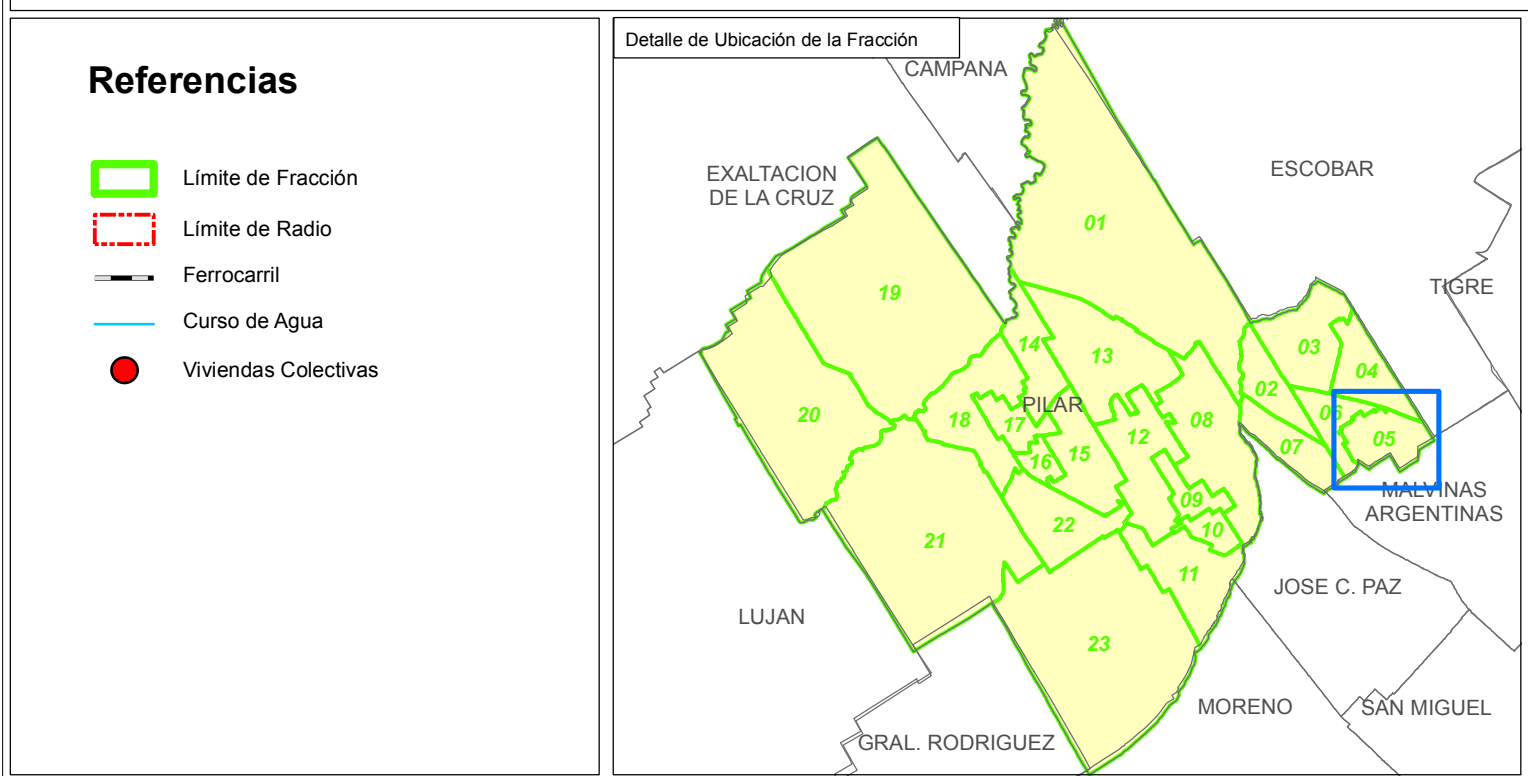 Referencias
Límite de Fracción
Límite de Radio
Ferrocarril
Curso de Agua
Viviendas Colectivas
Detalle de Ubicación de la Fracción
CAMPANA
EXALTACION
DE LA CRUZ
ESCOBAR
TIGRE
01
19
14
13
03
04
02
20
18
17
PILAR
12
08
06
05
07
16
15
MALVINAS
ARGENTINAS
09
10
22
21
11
JOSE C. PAZ
LUJAN
23
MORENO
SAN MIGUEL
GRAL. RODRIGUEZ